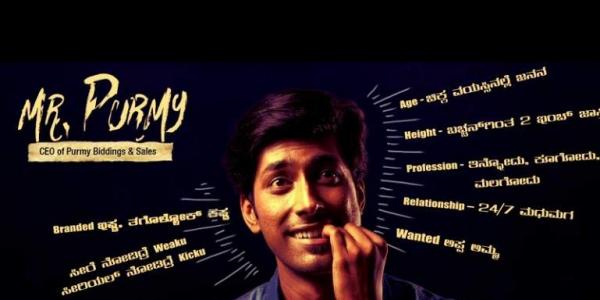 MR. PURMY
CEO of Purmy Biddings & Sales
Age - ಚಿಕ್ಕ ವಯಸ್ಸಿನಲ್ಲೆ ಜನನ
Height - ಬಚ್ಚನ್‌ಗಿಂತ 2 ಇಂಚ್ ಜಾಸ್ತಿ
Profession - ತಿನ್ನೋದು, ಕೂಗೋದು,
ಮಲಗೋದು
Relationship - 24/7 ಮಧುಮಗ
Wanted ಅಪ್ಪ ಅಮ್ಮ
Branded ಇಷ್ಟ, ತಗೊಳ್ಳೋಕ್ ಕಷ್ಟ
ಸೀರೆ ನೋಡಿದ್ರೆ Weaku
ಸೀರಿಯಲ್ ನೋಡಿದ್ರೆ Kicku